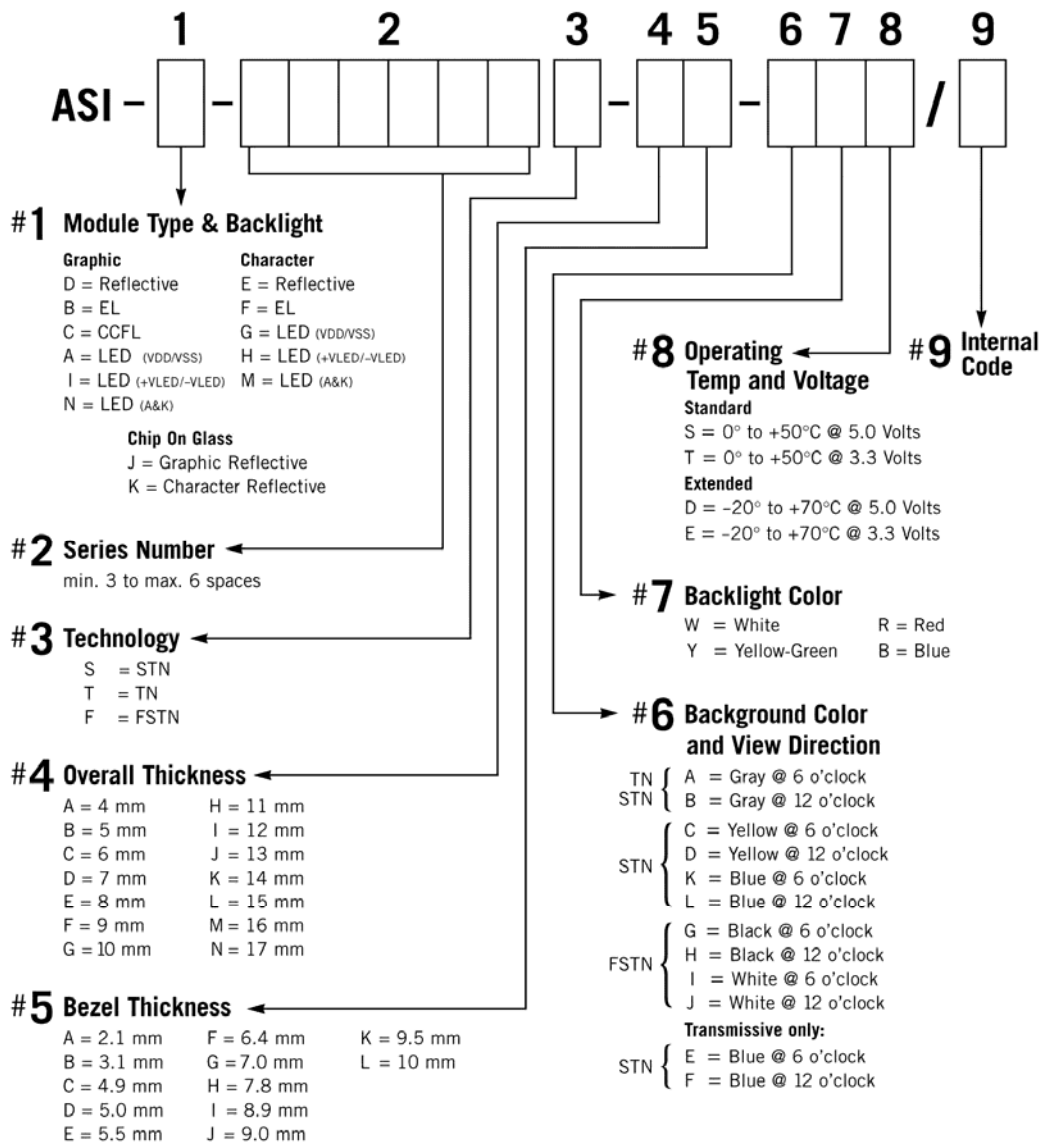 1 2 3 4 5 6 7 8 9
ASI – – – – /
#1 Module Type & Backlight
Graphic
D = Reflective
B = EL
C = CCFL
A = LED (VDD/VSS)
I = LED (+VLED/–VLED)
N = LED (A&K)
Character
E = Reflective
F = EL
G = LED (VDD/VSS)
H = LED (+VLED/–VLED)
M = LED (A&K)
Chip On Glass
J = Graphic Reflective
K = Character Reflective
#2 Series Number
min. 3 to max. 6 spaces
#3 Technology
S = STN
T = TN
F = FSTN
#4 Overall Thickness
A = 4 mm
B = 5 mm
C = 6 mm
D = 7 mm
E = 8 mm
F = 9 mm
G = 10 mm
H = 11 mm
I = 12 mm
J = 13 mm
K = 14 mm
L = 15 mm
M = 16 mm
N = 17 mm
#5 Bezel Thickness
A = 2.1 mm
B = 3.1 mm
C = 4.9 mm
D = 5.0 mm
E = 5.5 mm
F = 6.4 mm
G = 7.0 mm
H = 7.8 mm
I = 8.9 mm
J = 9.0 mm
K = 9.5 mm
L = 10 mm
#8 Operating
Temp and Voltage
Standard
S = 0° to +50°C @ 5.0 Volts
T = 0° to +50°C @ 3.3 Volts
Extended
D = –20° to +70°C @ 5.0 Volts
E = –20° to +70°C @ 3.3 Volts
#9 Internal
Code
#7 Backlight Color
W = White
Y = Yellow-Green
R = Red
B = Blue
#6 Background Color
and View Direction
TN
STN
A = Gray @ 6 o'clock
B = Gray @ 12 o'clock
STN
C = Yellow @ 6 o'clock
D = Yellow @ 12 o'clock
K = Blue @ 6 o'clock
L = Blue @ 12 o'clock
FSTN
G = Black @ 6 o'clock
H = Black @ 12 o'clock
I = White @ 6 o'clock
J = White @ 12 o'clock
Transmissive only:
STN
E = Blue @ 6 o'clock
F = Blue @ 12 o'clock